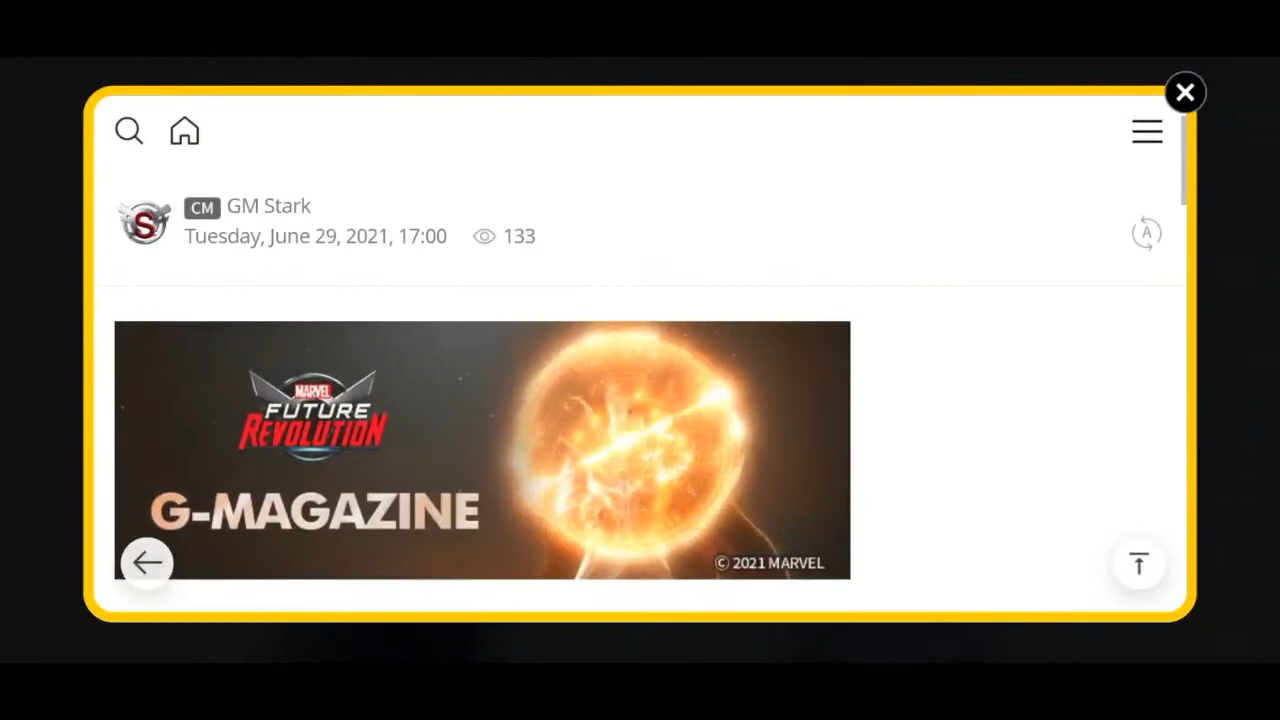 CM GM Stark
S
Tuesday, June 29, 2021, 17:00 133
A
MARVEL
FUTURE
REVOLUTION
G-MAGAZINE
© 2021 MARVEL